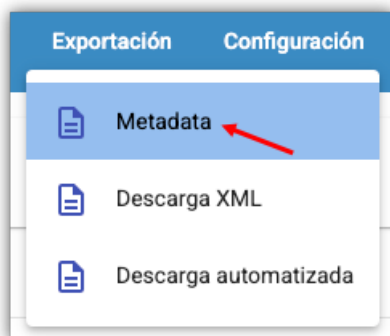 Exportación Configuración
Metadata
Descarga XML
Descarga automatizada